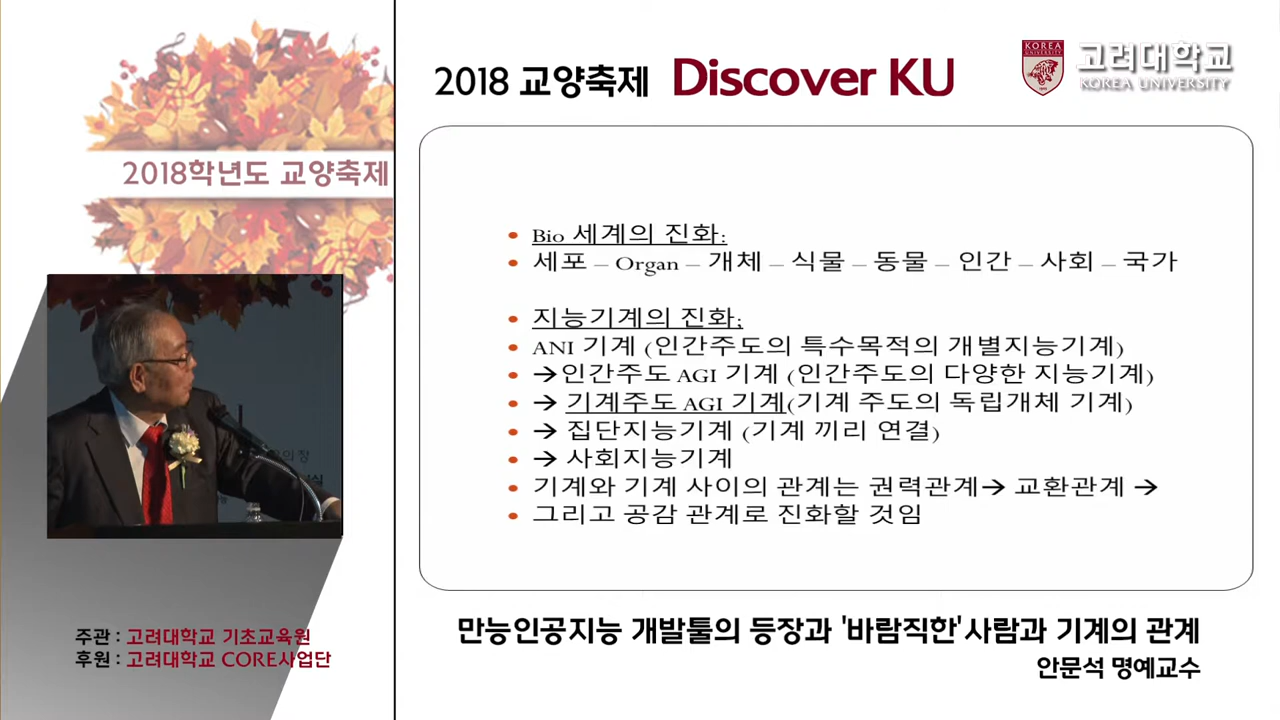 2018학년도 교양축제
2018 교양축제 Discover KU
KOREA
UNIVERSITY
고려대학교
KOREA UNIVERSITY
• Bio 세계의 진화:
• 세포 – Organ – 개체 – 식물 – 동물 – 인간 – 사회 – 국가
• 지능기계의 진화;
• ANI 기계 (인간주도의 특수목적의 개별지능기계)
• →인간주도 AGI 기계 (인간주도의 다양한 지능기계)
• → 기계주도 AGI 기계(기계 주도의 독립개체 기계)
• → 집단지능기계 (기계 끼리 연결)
• → 사회지능기계
• 기계와 기계 사이의 관계는 권력관계→ 교환관계 →
• 그리고 공감 관계로 진화할 것임
주관 : 고려대학교 기초교육원
후원 : 고려대학교 CORE사업단
만능인공지능 개발툴의 등장과 '바람직한' 사람과 기계의 관계
안문석 명예교수